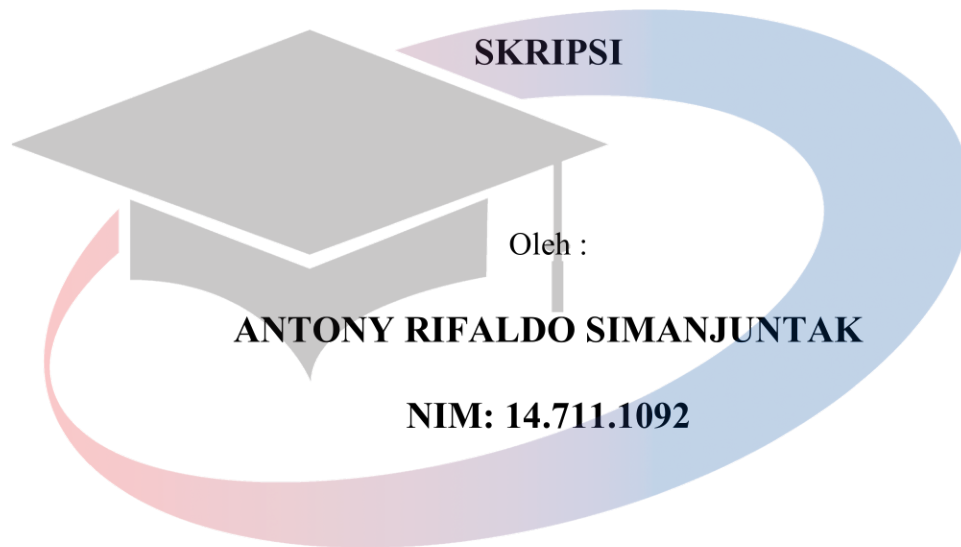 SKRIPSI
Oleh :
ANTONY RIFALDO SIMANJUNTAK
NIM: 14.711.1092